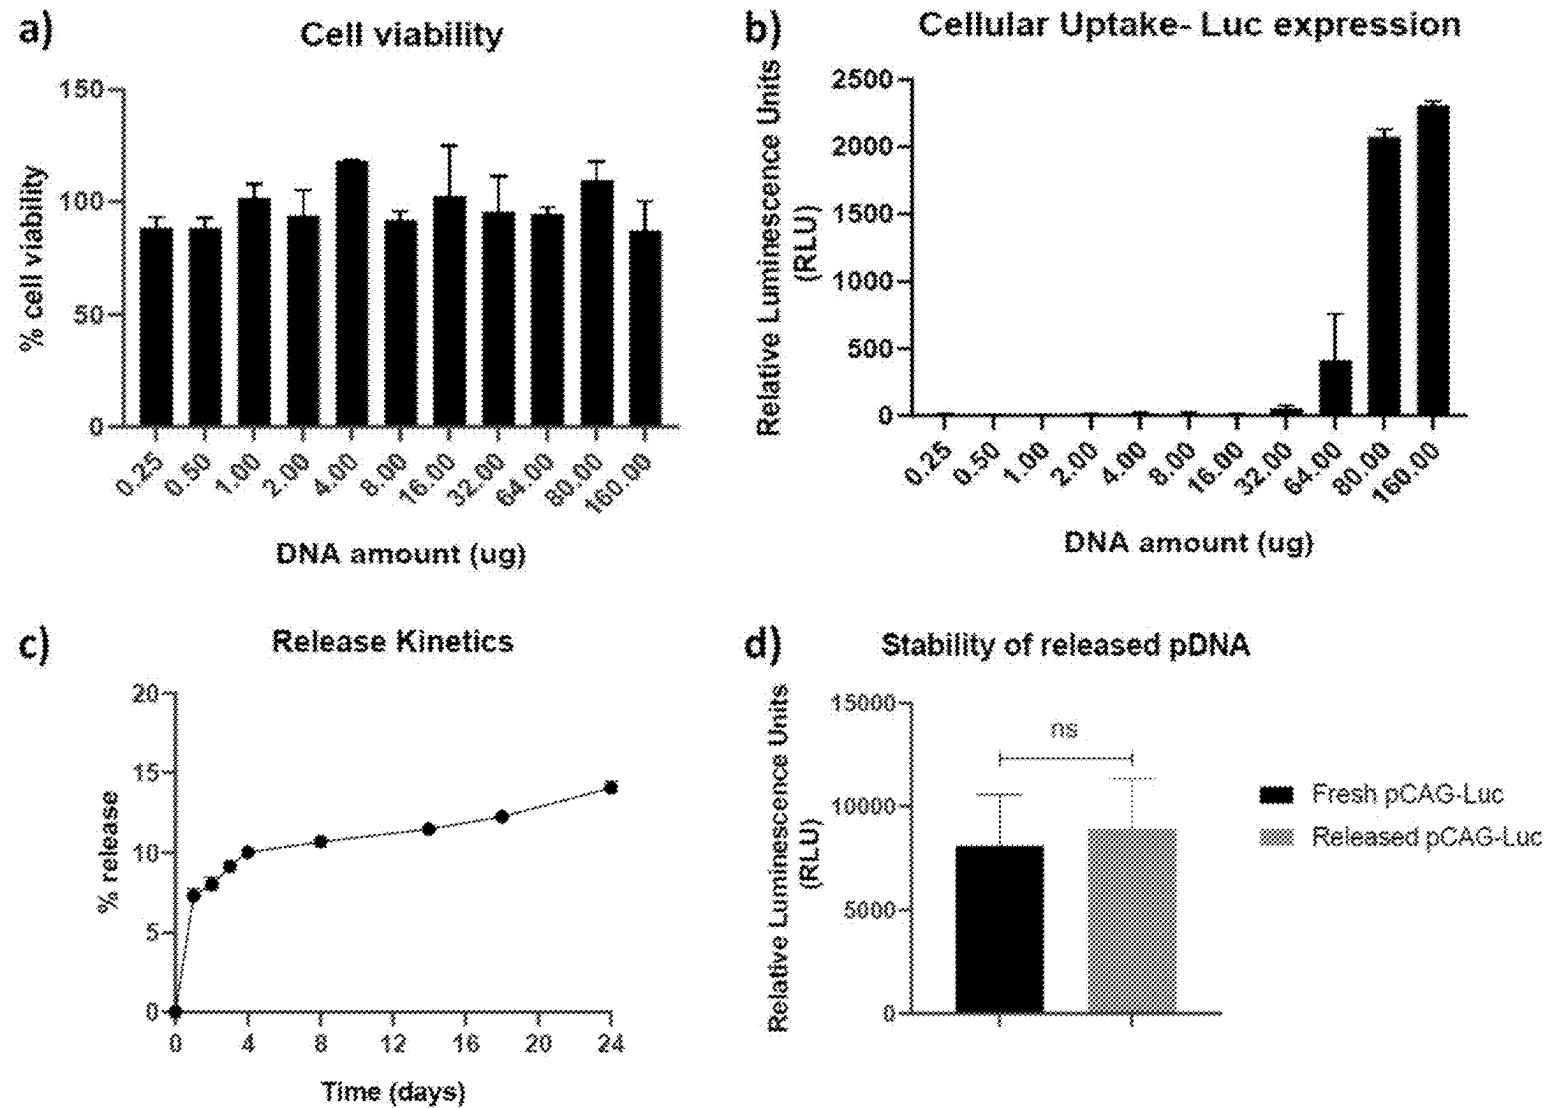 a)
Cell viability
% cell viability
150
100
50
0
0.25
0.50
1.00
2.00
4.00
8.00
16.00
32.00
64.00
80.00
160.00
DNA amount (ug)
b)
Cellular Uptake- Luc expression
Relative Luminescence Units
(RLU)
2500
2000
1500
1000
500
0
0.25
0.50
1.00
2.00
4.00
8.00
16.00
32.00
64.00
80.00
160.00
DNA amount (ug)
c)
Release Kinetics
% release
20
15
10
5
0
0
4
8
12
16
20
24
Time (days)
d)
Stability of released pDNA
Relative Luminescence Units
(RLU)
15000
10000
5000
0
ns
Fresh pCAG-Luc
Released pCAG-Luc